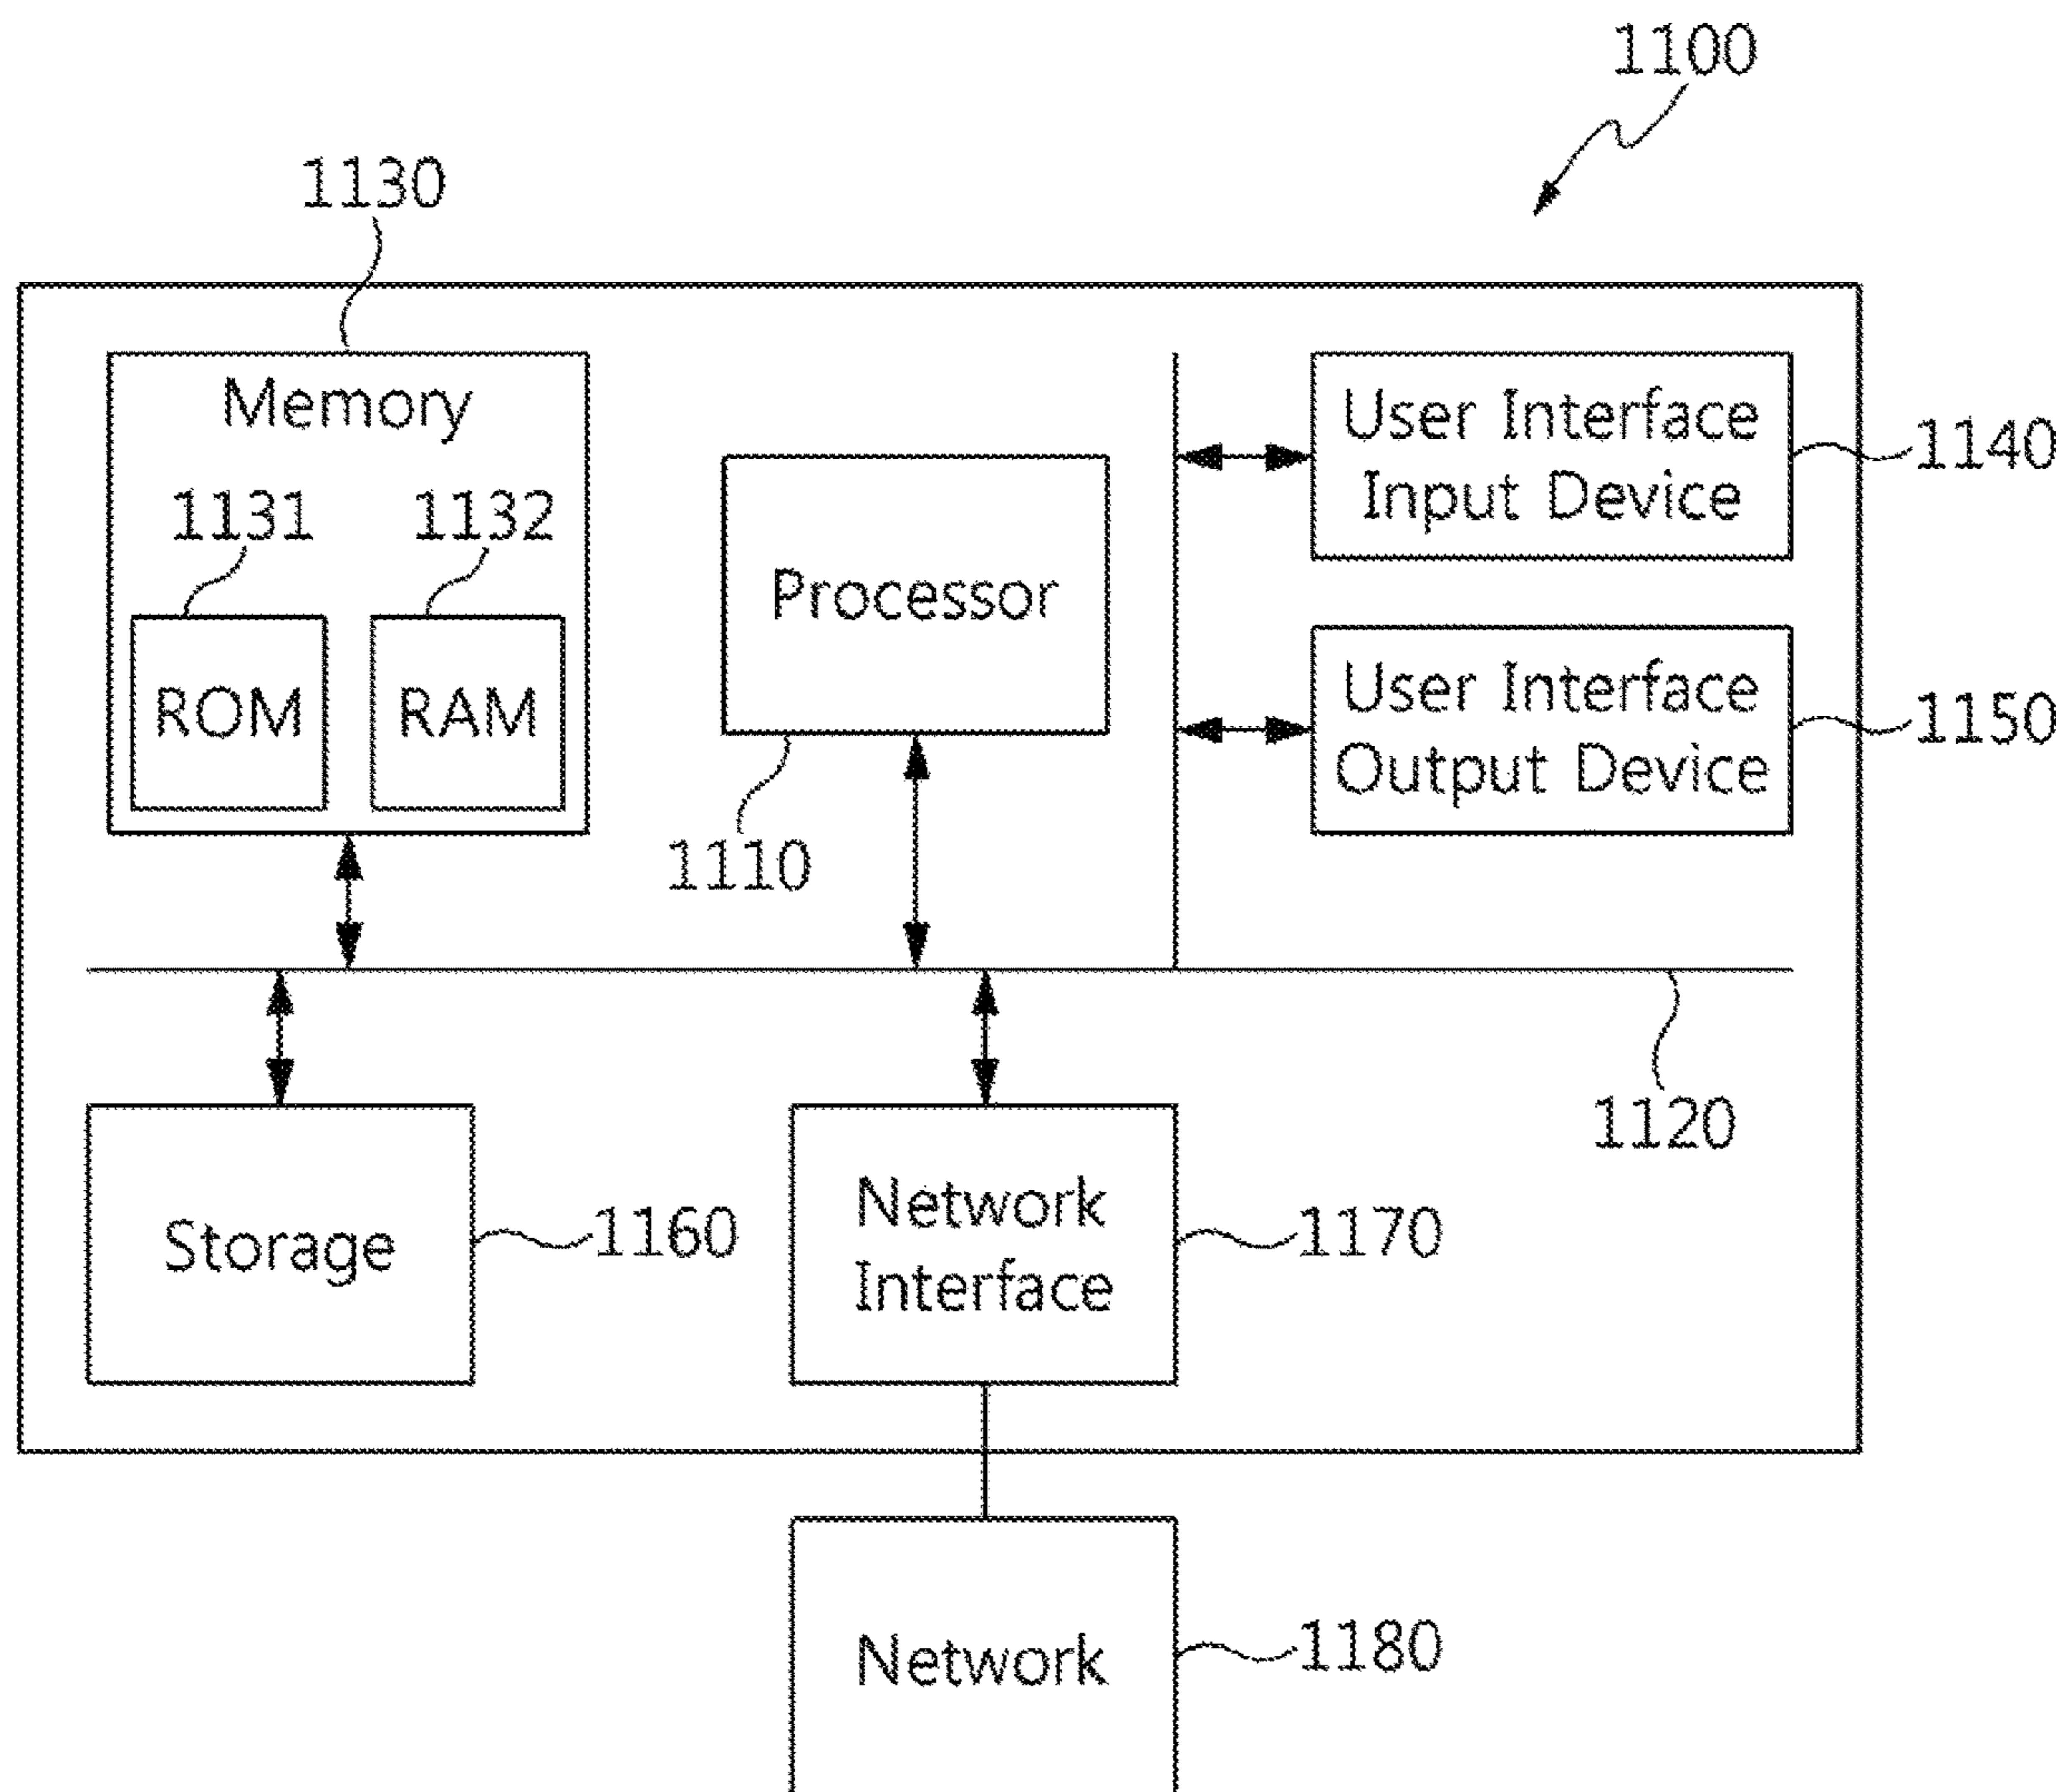 1100
1130
Memory
1131
1132
ROM
RAM
Processor
1110
User Interface
Input Device
1140
User Interface
Output Device
1150
1120
Storage
1160
Network
Interface
1170
Network
1180